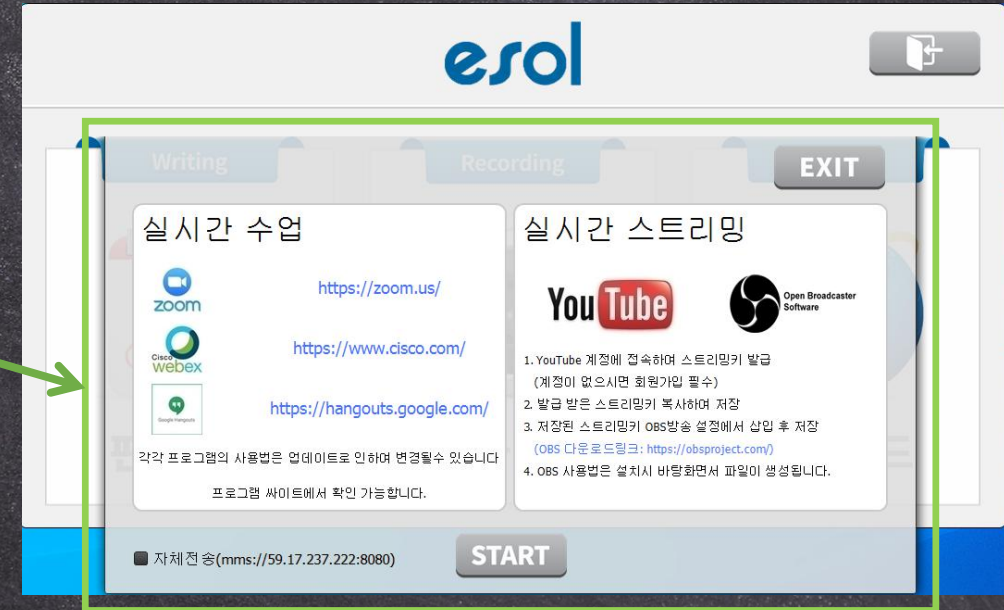 esol
Writing
Recording
EXIT
실시간 수업
zoom
https://zoom.us/
Cisco
webex
https://www.cisco.com/
Google Hangouts
https://hangouts.google.com/
각각 프로그램의 사용법은 업데이트로 인하여 변경될수 있습니다
프로그램 싸이트에서 확인 가능합니다.
실시간 스트리밍
YouTube
Open Broadcaster
Software
1. YouTube 계정에 접속하며 스트리밍키 발급
(계정이 없으시면 회원가입 필수)
2. 발급 받은 스트리밍키 복사하여 저장
3. 저장된 스트리밍키 OBS방송 설정에서 삽입 후 저장
(OBS 다운로드링크: https://obsproject.com/)
4. OBS 사용법은 설치시 바탕화면서 파일이 생성됩니다.
자체전송(mms://59.17.237.222:8080)
START